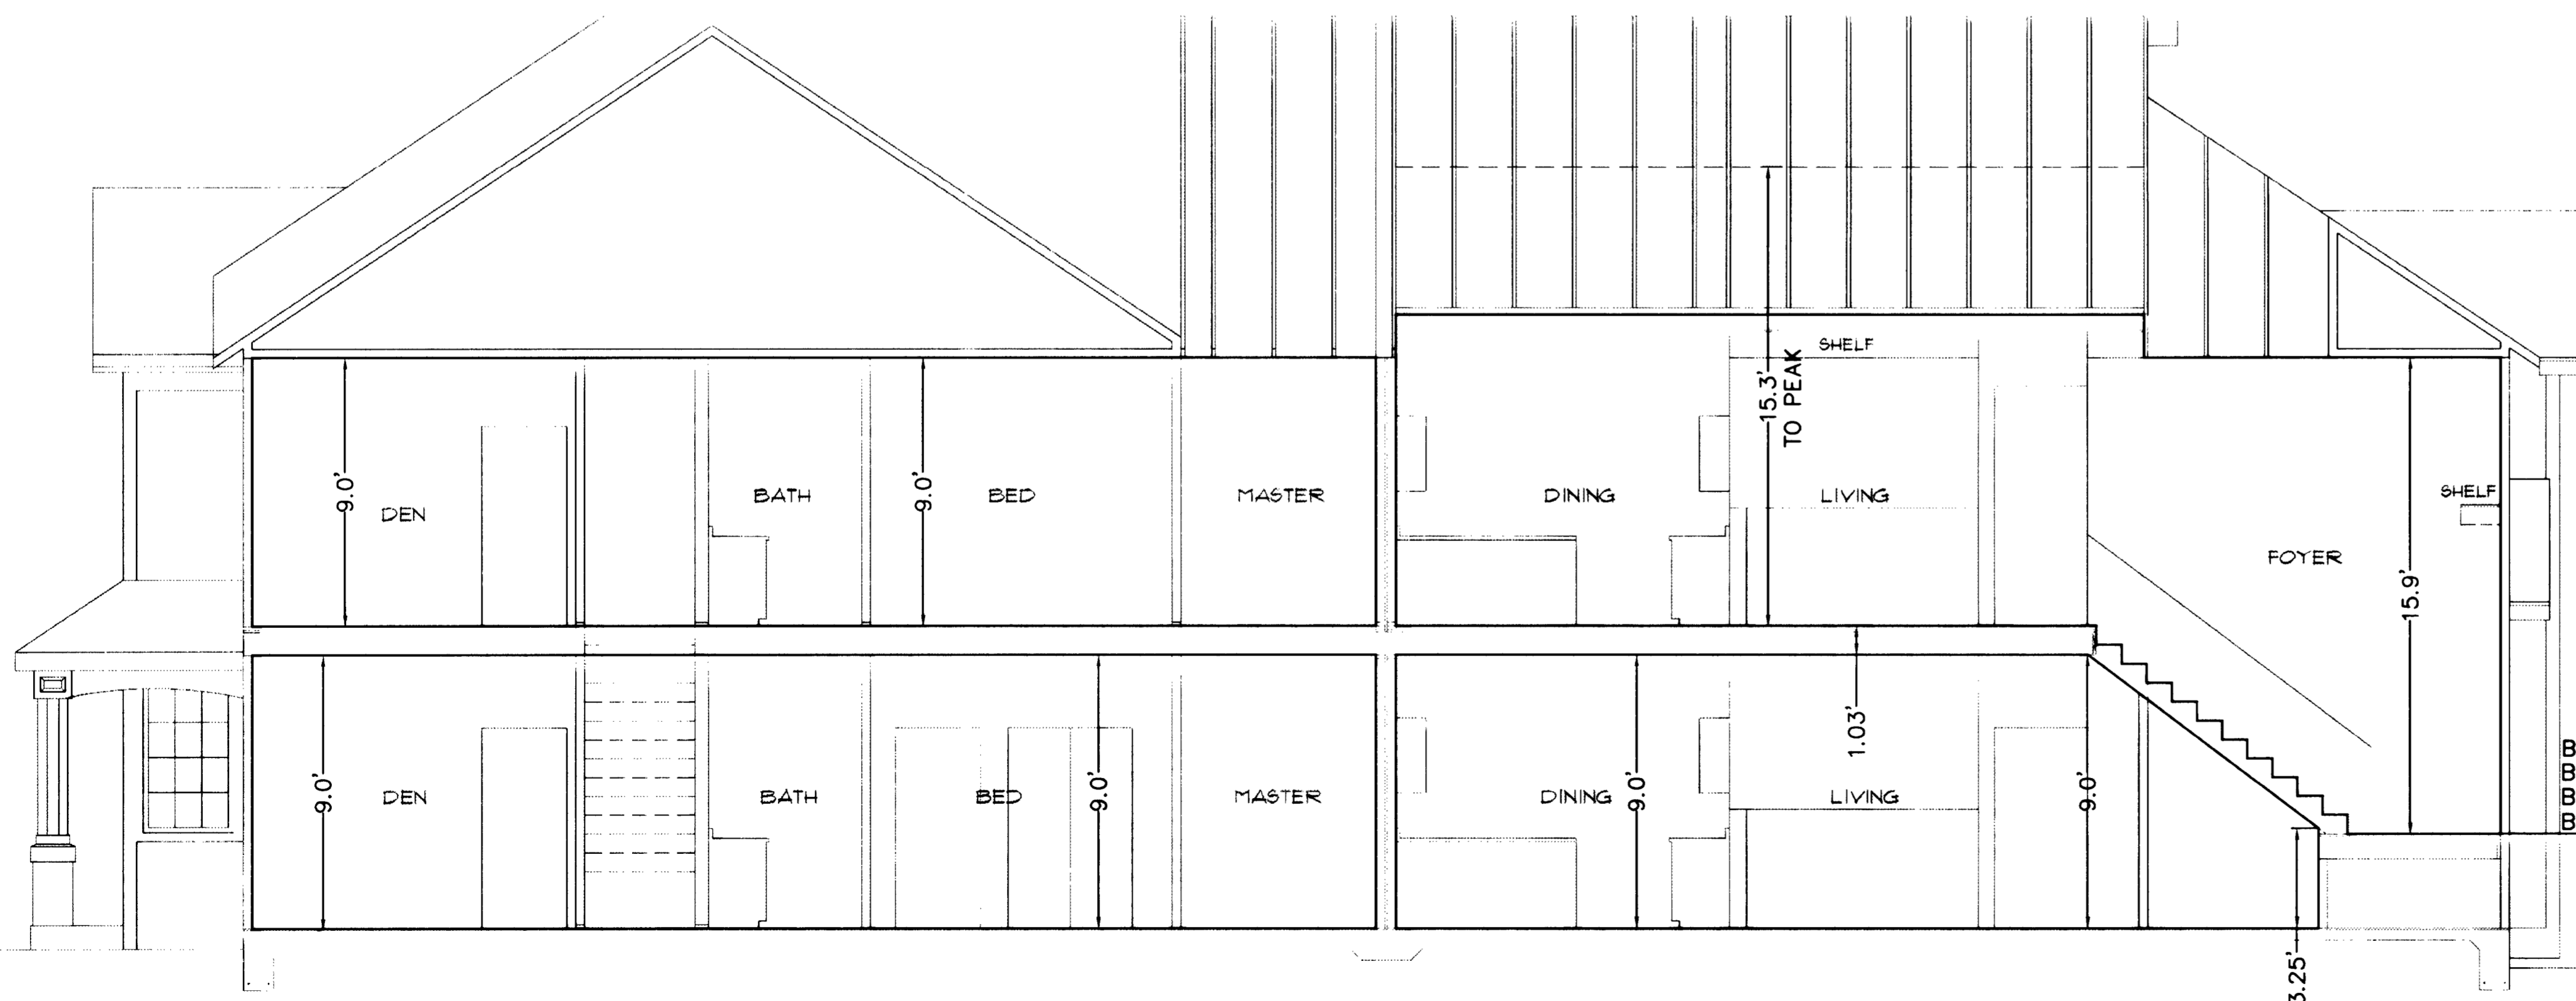 SHELF
15.3'
TO PEAK
9.0'
DEN
BATH
9.0'
BED
MASTER
DINING
LIVING
SHELF
FOYER
15.9'
9.0'
DEN
BATH
BED
9.0'
MASTER
DINING
9.0'
1.03'
LIVING
9.0'
B
B
B
B
3.25'